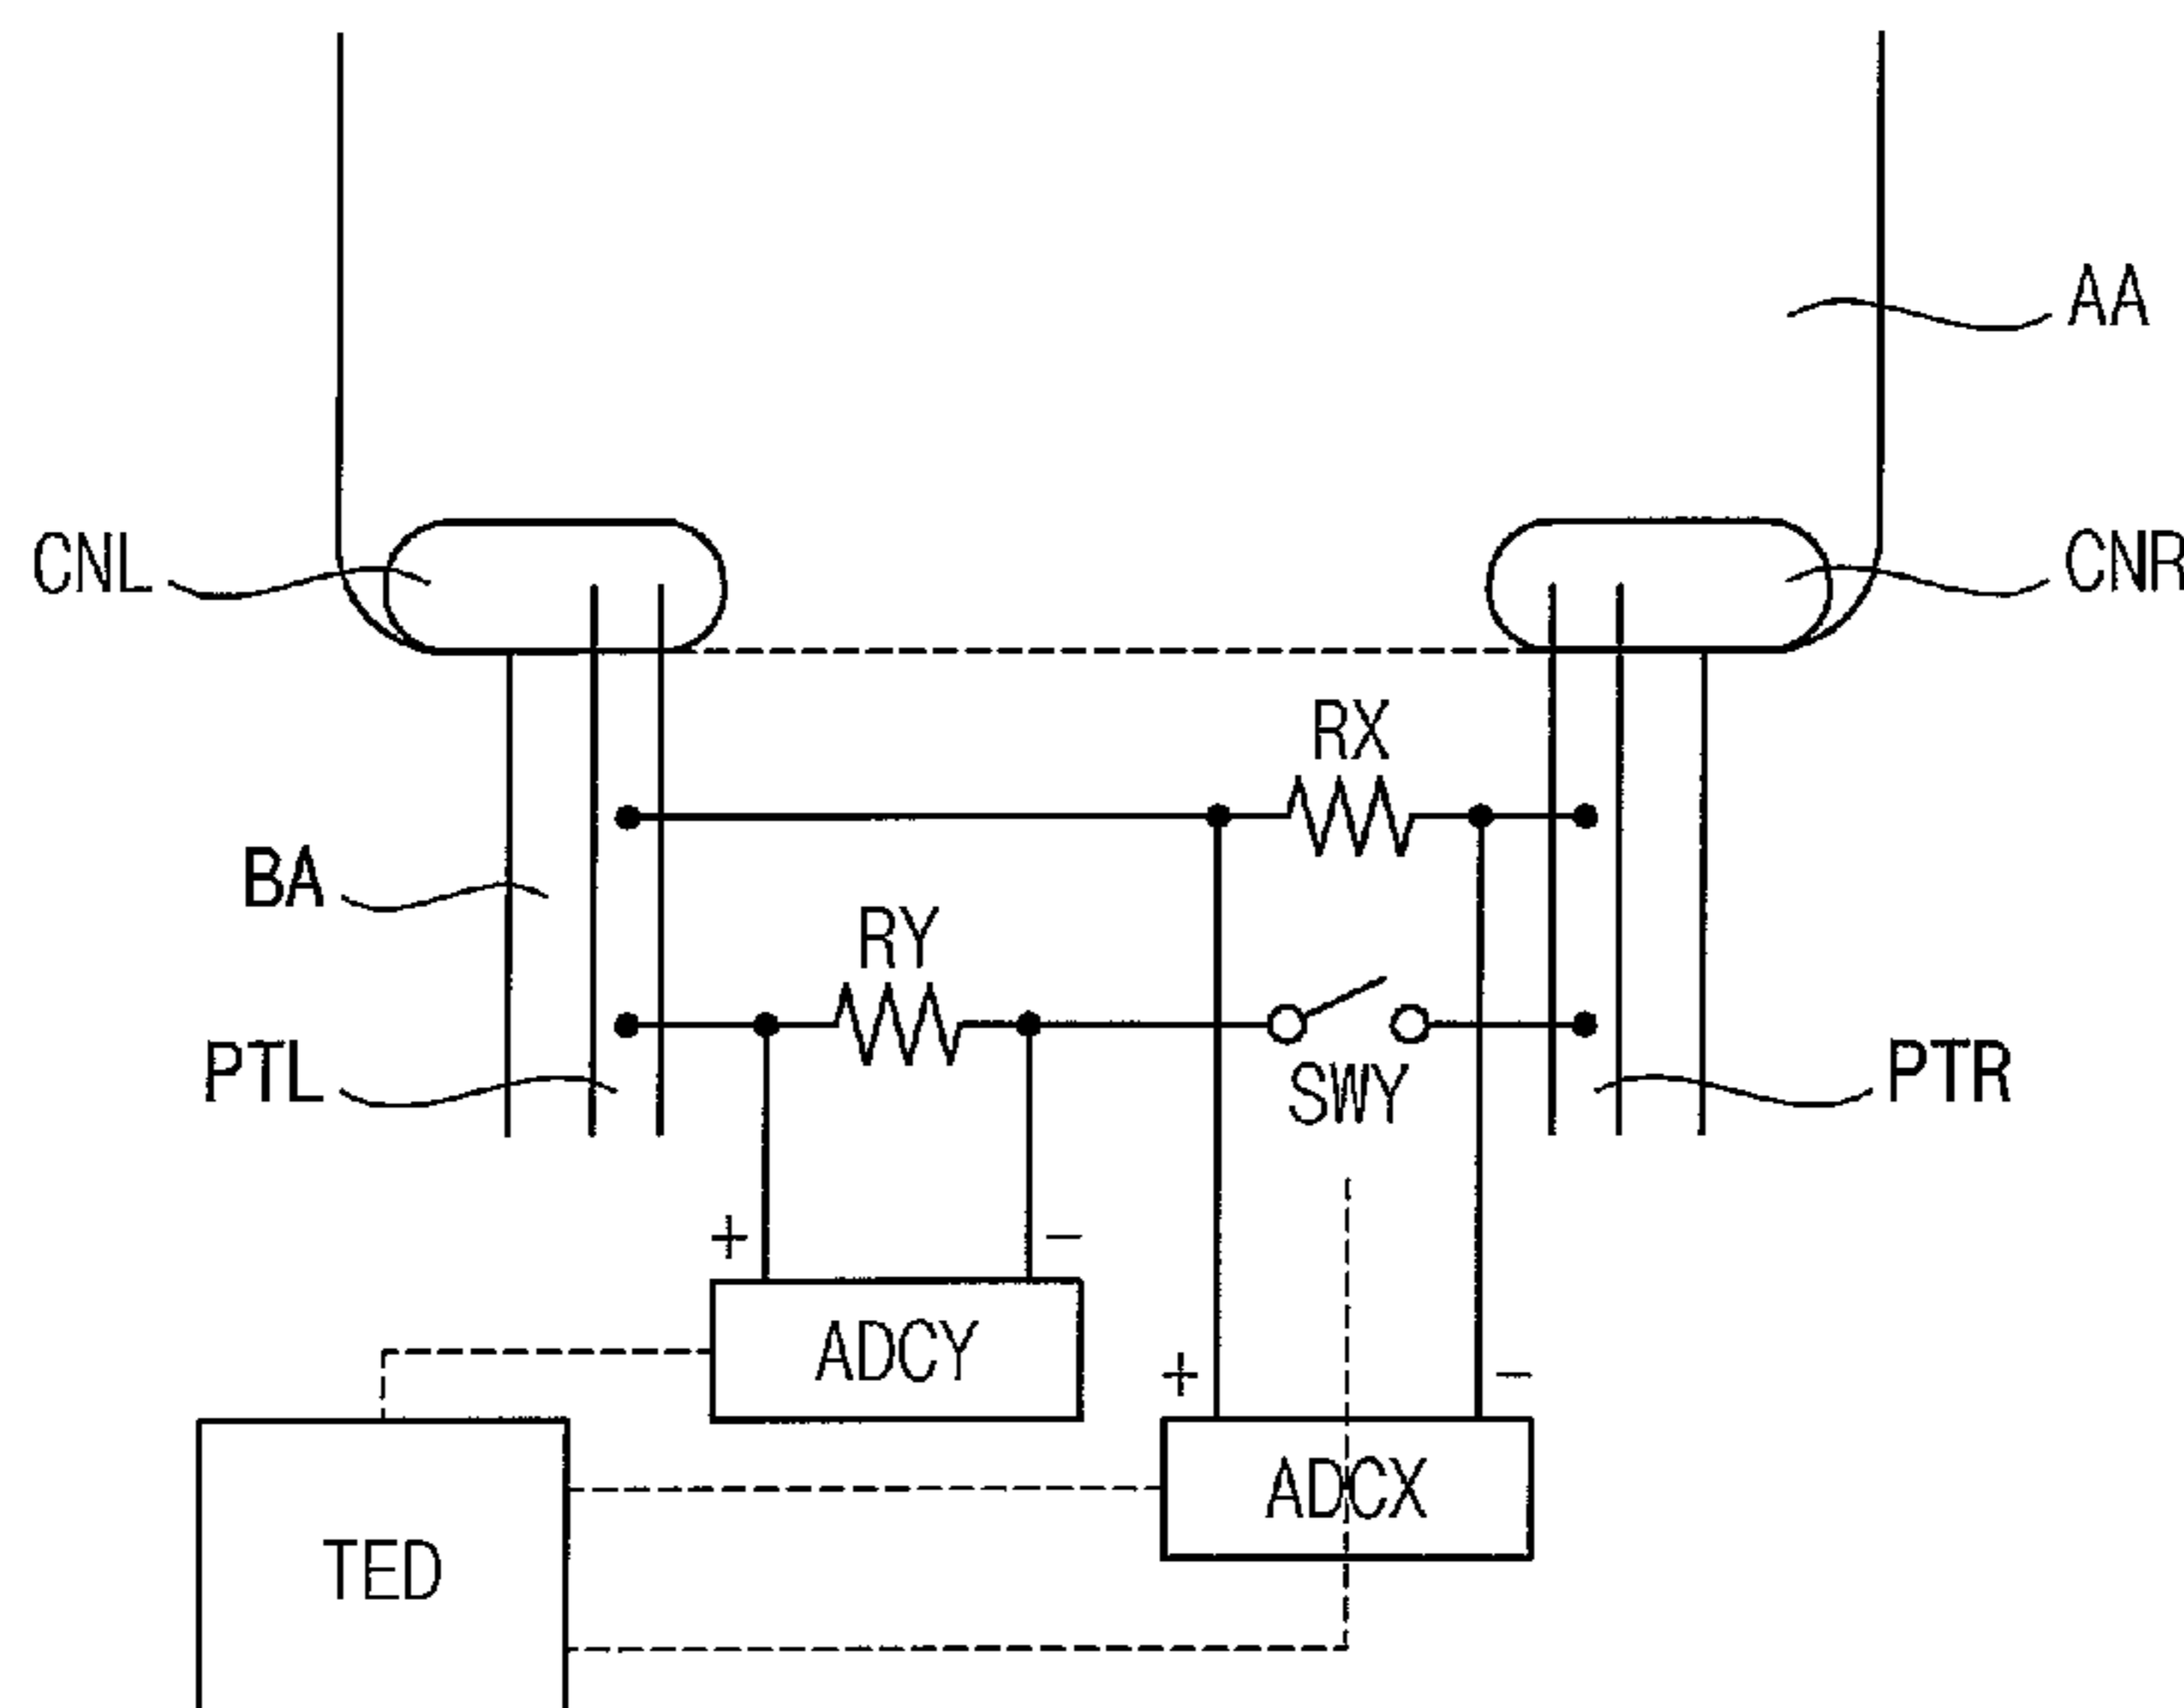 AA
CNL
CNR
RX
BA
RY
PTL
SWY
PTR
+
−
ADCY
+
−
ADCX
TED